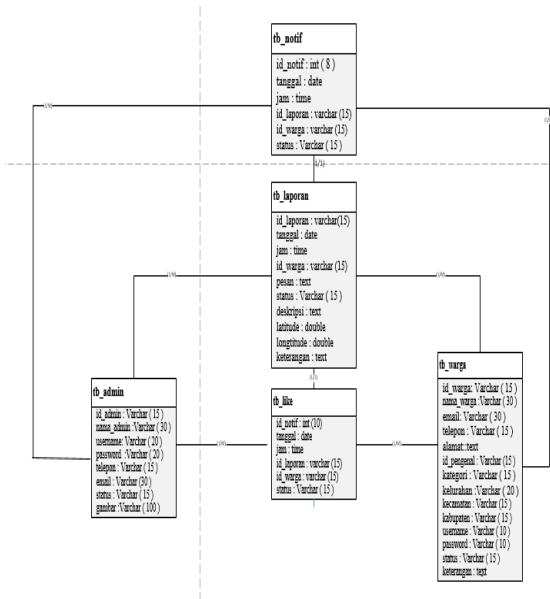 tb_notif
id_notif : int ( 8 )
tanggal : date
jam : time
id_laporan : varchar (15)
id_warga : varchar (15)
status : Varchar ( 15 )
(1/1)
tb_laporan
id_laporan : varchar(15)
tanggal : date
jam : time
id_warga : varchar (15)
pesan : text
status : Varchar ( 15 )
deskripsi : text
latitude : double
longtitude : double
keterangan : text
tb_admin
id_admin : Varchar ( 15 )
nama_admin :Varchar ( 30 )
username: Varchar ( 20 )
password :Varchar ( 20 )
telepon : Varchar ( 15 )
email : Varchar (30 )
status : Varchar ( 15 )
gambar : Varchar ( 100 )
tb_like
id_notif : int (10)
tanggal : date
jam : time
id_laporan : varchar (15)
id_warga : varchar (15)
status : Varchar ( 15 )
tb_warga
id_warga: Varchar ( 15 )
nama_warga :Varchar ( 30 )
email: Varchar ( 30 )
telepon : Varchar ( 15 )
alamat::text
id_pengenal :Varchar ( 15 )
kategori : Varchar ( 15 )
kelurahan :Varchar ( 20 )
kecamatan : Varchar ( 15 )
kabupaten : Varchar ( 15 )
username : Varchar ( 10 )
password : Varchar ( 10 )
status : Varchar ( 15 )
keterangan : text